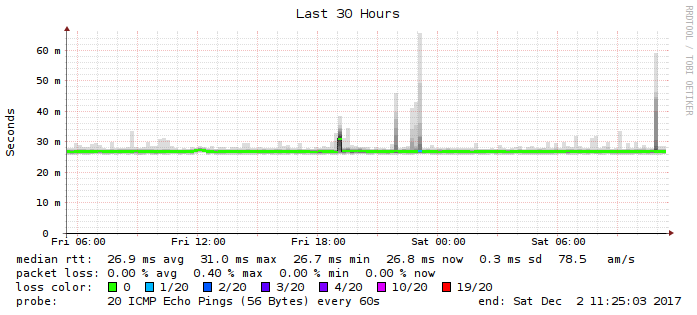 Last 30 Hours
RRDTOOL / TOBI OETIKER
Seconds
60 m
50 m
40 m
30 m
20 m
10 m
0
Fri 06:00 Fri 12:00 Fri 18:00 Sat 00:00 Sat 06:00
median rtt: 26.9 ms avg 31.0 ms max 26.7 ms min 26.8 ms now 0.3 ms sd 78.5 am/s
packet loss: 0.00 % avg 0.40 % max 0.00 % min 0.00 % now
loss color: 0 1/20 2/20 3/20 4/20 10/20 19/20
probe: 20 ICMP Echo Pings (56 Bytes) every 60s end: Sat Dec 2 11:25:03 2017